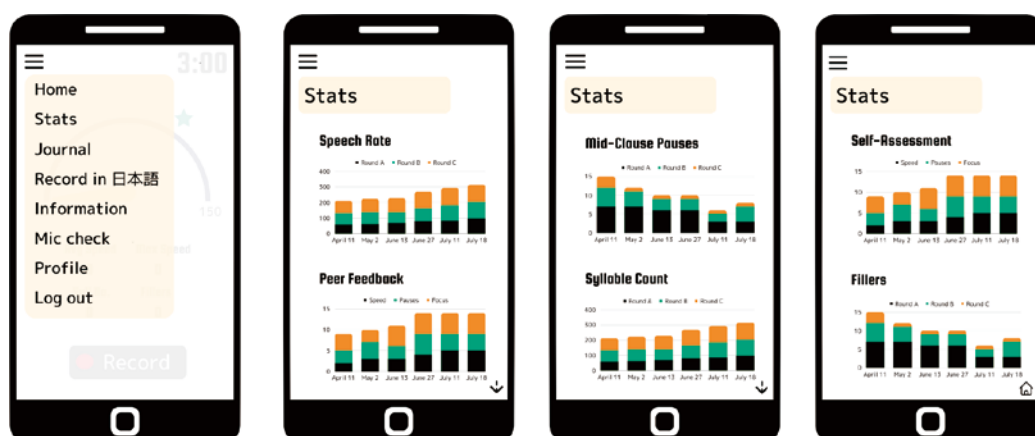 3:00
Home
Stats
Journal
Record in 日本語
Information
Mic check
Profile
Log out
150
Record
Stats
Speech Rate
Round A Round B Round C
400
300
200
100
0
April 11 May 2 June 13 June 27 July 11 July 18
Peer Feedback
Speed Pauses Focus
15
10
5
0
April 11 May 2 June 13 June 27 July 11 July 18
Stats
Mid-Clause Pauses
Round A Round B Round C
15
10
5
0
April 11 May 2 June 13 June 27 July 11 July 18
Syllable Count
Round A Round B Round C
400
300
200
100
0
April 11 May 2 June 13 June 27 July 11 July 18
Stats
Self-Assessment
Speed Pauses Focus
15
10
5
0
April 11 May 2 June 13 June 27 July 11 July 18
Fillers
Round A Round B Round C
15
10
5
0
April 11 May 2 June 13 June 27 July 11 July 18